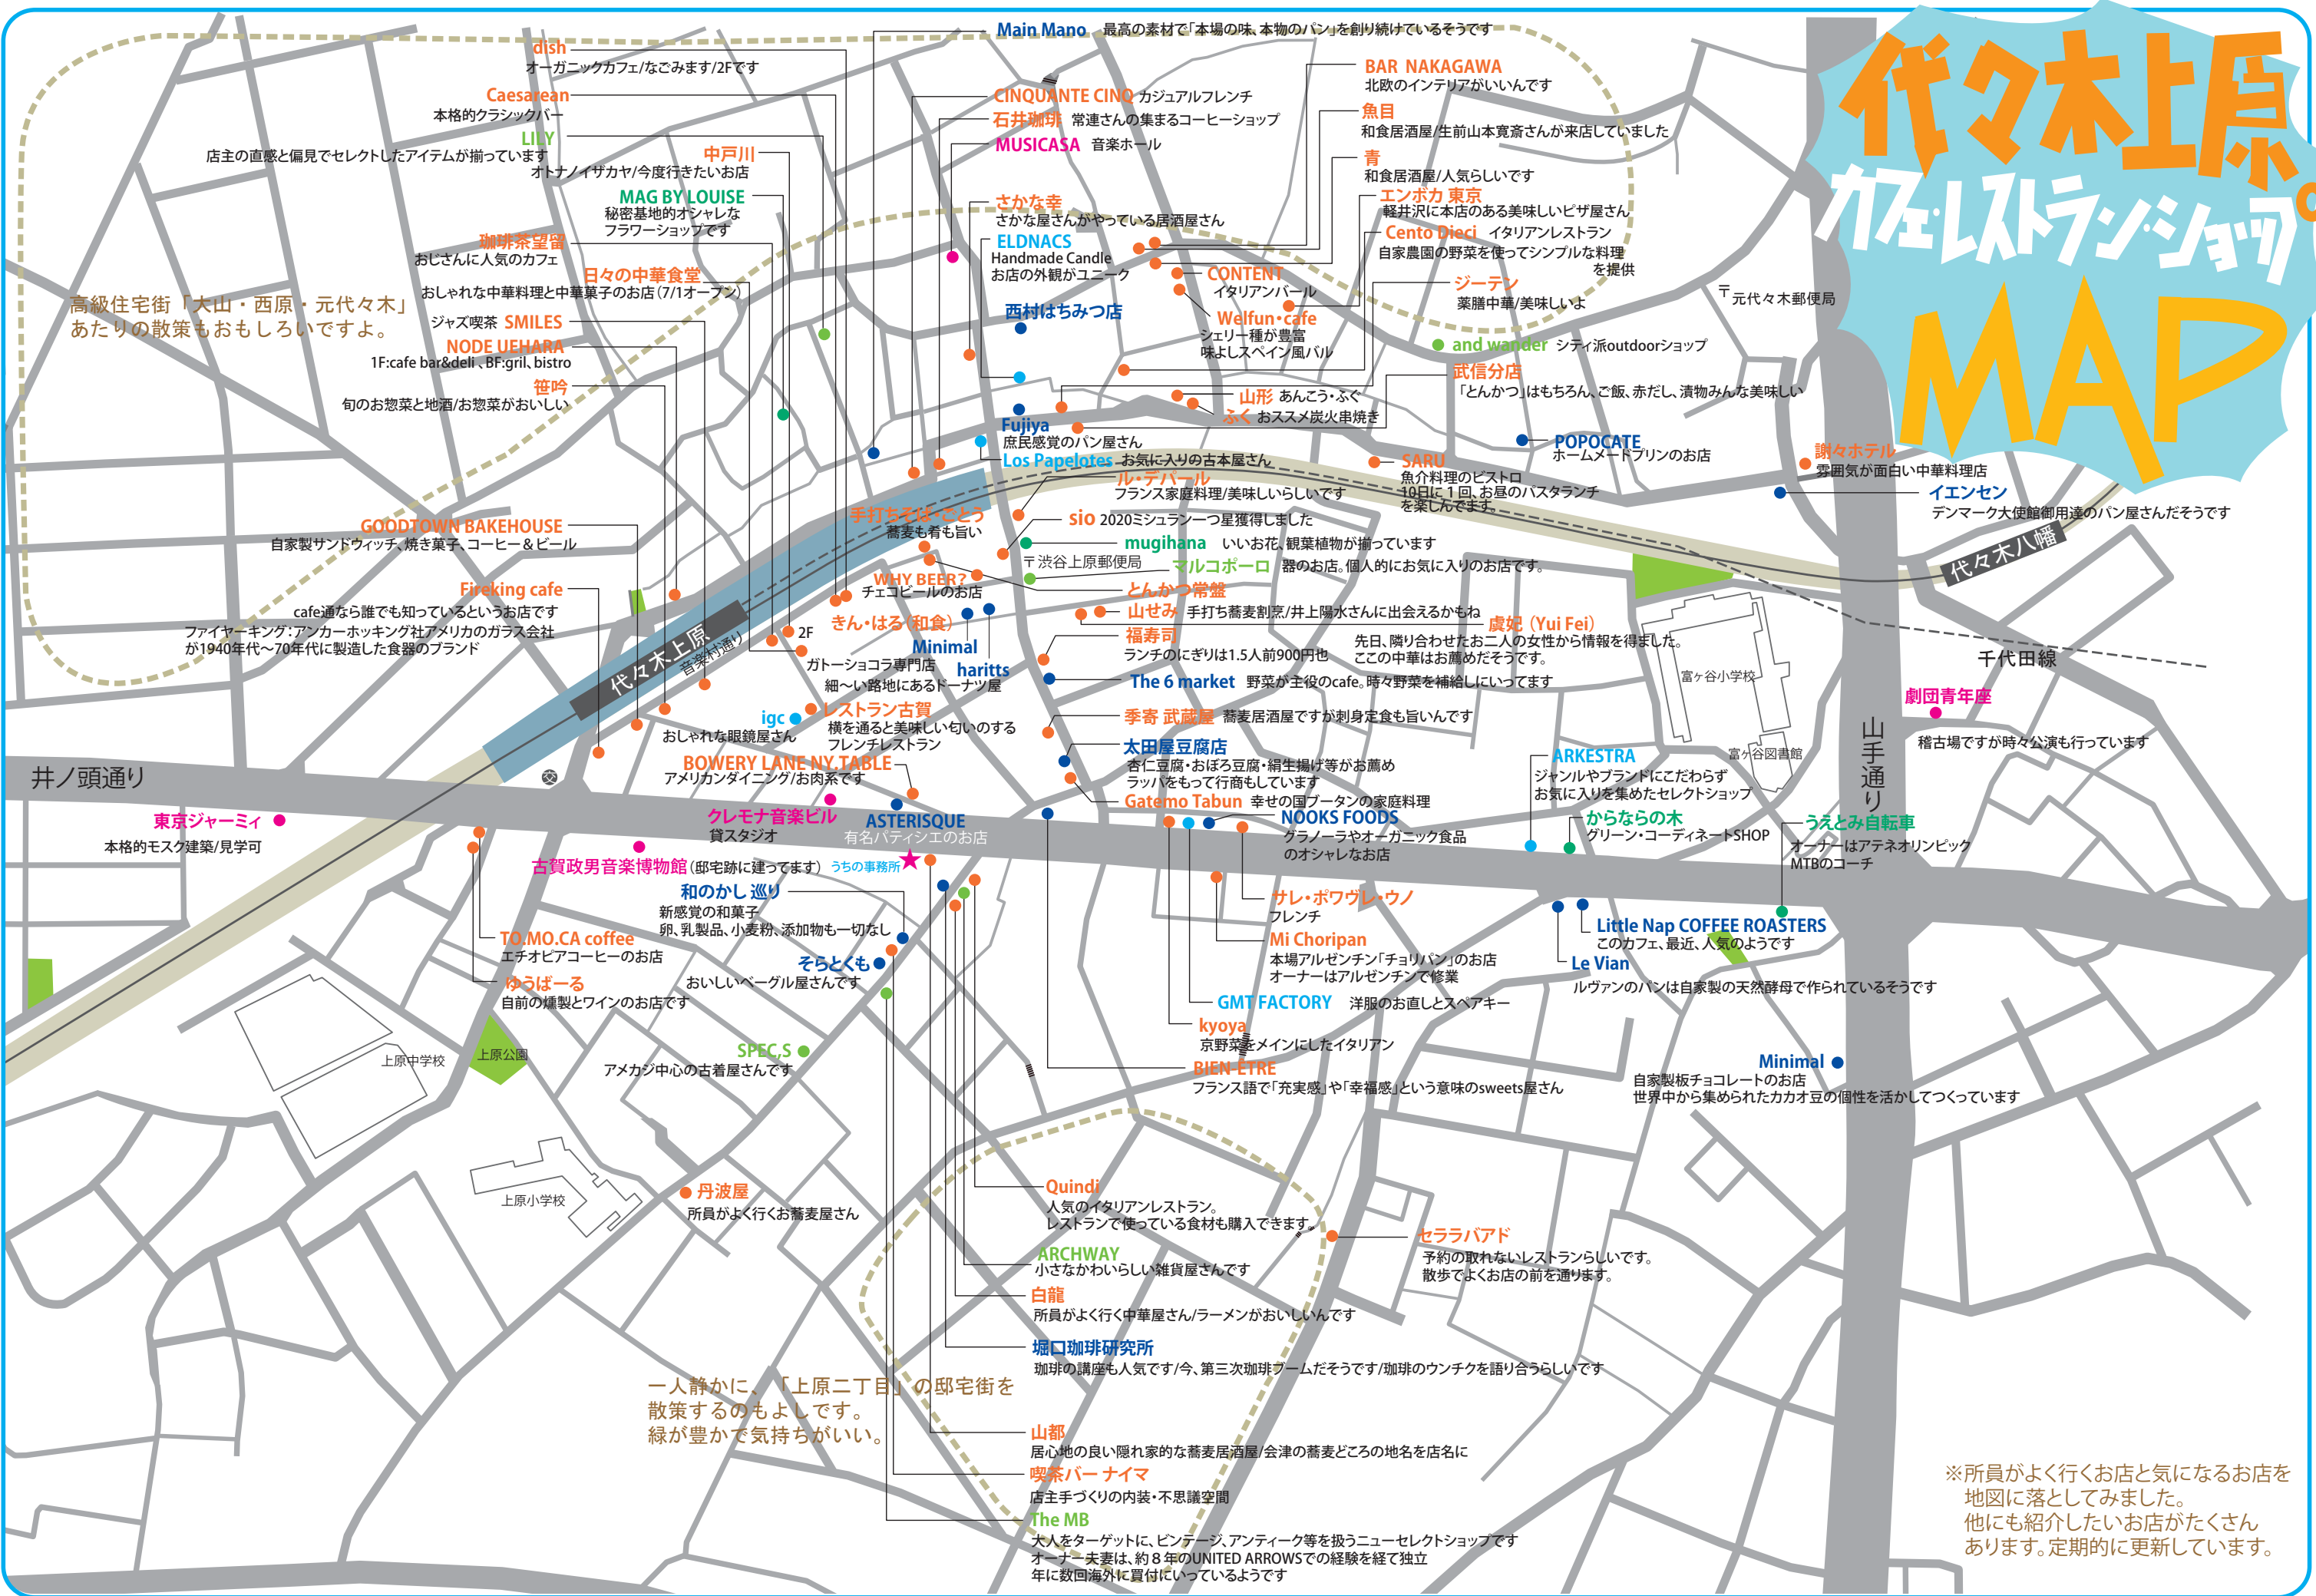 代々木上原。
カフェ・レストラン・ショップ
MAP
Main Mano 最高の素材で「本場の味、本物のパン」を創り続けているそうです
dish
オーガニックカフェ/なごみます/2Fです
Caesarean
本格的クラシックバー
LILY
店主の直感と偏見でセレクトしたアイテムが揃っています
中戸川
オトナノイザカヤ/今度行きたいお店
MAG BY LOUISE
秘密基地的オシャレな
フラワーショップです
珈琲茶望留
おじさんに人気のカフェ
日々の中華食堂
おしゃれな中華料理と中華菓子のお店（7/1オープン）
高級住宅街「大山・西原・元代々木」
あたりの散策もおもしろいですよ。
ジャズ喫茶 SMILES
NODE UEHARA
1F:cafe bar&deli 、BF:gril、bistro
笹吟
旬のお惣菜と地酒/お惣菜がおいしい
CINQUANTE CINQ カジュアルフレンチ
石井珈琲 常連さんの集まるコーヒーショップ
MUSICASA 音楽ホール
さかな幸
さかな屋さんがやっている居酒屋さん
ELDNACS
Handmade Candle
お店の外観がユニーク
西村はちみつ店
BAR NAKAGAWA
北欧のインテリアがいいんです
魚目
和食居酒屋/生前山本寛斎さんが来店していました
青
和食居酒屋/人気らしいです
エンボカ 東京
軽井沢に本店のある美味しいピザ屋さん
Cento Dieci イタリアンレストラン
自家農園の野菜を使ってシンプルな料理
を提供
CONTENT
イタリアンバール
Welfun・cafe
シェリー種が豊富
味よしスペイン風バル
ジーテン
薬膳中華/美味しいよ
〒元代々木郵便局
and wander シティ派outdoorショップ
武信分店
「とんかつ」はもちろん、ご飯、赤だし、漬物みんな美味しい
山形 あんこう・ふぐ
ふく おススメ炭火串焼き
Fujiya
庶民感覚のパン屋さん
Los Papelotes お気に入りの古本屋さん
POPOCATE
ホームメードプリンのお店
謝々ホテル
雰囲気が面白い中華料理店
SARU
魚介料理のビストロ
10日に１回、お昼のパスタランチ
を楽しんでます。
イエンセン
デンマーク大使館御用達のパン屋さんだそうです
ル・デパール
フランス家庭料理/美味しいらしいです
手打ちそば・ごとう
蕎麦も肴も旨い
sio 2020ミシュラン一つ星獲得しました
mugihana いいお花、観葉植物が揃っています
〒渋谷上原郵便局
マルコポーロ 器のお店。個人的にお気に入りのお店です。
代々木八幡
GOODTOWN BAKEHOUSE
自家製サンドウィッチ、焼き菓子、コーヒー＆ビール
Fireking cafe
cafe通なら誰でも知っているというお店です
ファイヤーキング：アンカーホッキング社アメリカのガラス会社
が1940年代〜70年代に製造した食器のブランド
WHY BEER?
チェコビールのお店
とんかつ常盤
山せみ 手打ち蕎麦割烹/井上陽水さんに出会えるかもね
きん・はる（和食）
2F
虞妃（Yui Fei）
先日、隣り合わせたお二人の女性から情報を得ました。
ここの中華はお薦めだそうです。
福寿司
ランチのにぎりは1.5人前900円也
Minimal
ガトーショコラ専門店
haritts
細〜い路地にあるドーナツ屋
代々木上原
音楽村通り
The 6 market 野菜が主役のcafe。時々野菜を補給しにいってます
富ヶ谷小学校
千代田線
劇団青年座
稽古場ですが時々公演も行っています
igc
おしゃれな眼鏡屋さん
レストラン古賀
横を通ると美味しい匂いのする
フレンチレストラン
季寄 武蔵屋 蕎麦居酒屋ですが刺身定食も旨いんです
太田屋豆腐店
杏仁豆腐・おぼろ豆腐・絹生揚げ等がお薦め
ラッパをもって行商もしています
富ヶ谷図書館
山手通り
BOWERY LANE NY.TABLE
アメリカンダイニング/お肉系です
Gatemo Tabun 幸せの国ブータンの家庭料理
ARKESTRA
ジャンルやブランドにこだわらず
お気に入りを集めたセレクトショップ
井ノ頭通り
交
東京ジャーミィ
本格的モスク建築/見学可
クレモナ音楽ビル
貸スタジオ
ASTERISQUE
有名パティシエのお店
NOOKS FOODS
グラノーラやオーガニック食品
のオシャレなお店
からならの木
グリーン・コーディネートSHOP
うえとみ自転車
オーナーはアテネオリンピック
MTBのコーチ
古賀政男音楽博物館（邸宅跡に建ってます）
うちの事務所
和のかし 巡り
新感覚の和菓子
卵、乳製品、小麦粉、添加物も一切なし
サレ・ポワヴレ・ウノ
フレンチ
Mi Choripan
本場アルゼンチン「チョリパン」のお店
オーナーはアルゼンチンで修業
Little Nap COFFEE ROASTERS
このカフェ、最近、人気のようです
Le Vian
ルヴァンのパンは自家製の天然酵母で作られているそうです
TO.MO.CA coffee
エチオピアコーヒーのお店
ゆうばーる
自前の燻製とワインのお店です
そらとくも
おいしいベーグル屋さんです
GMT FACTORY 洋服のお直しとスペアキー
kyoya
京野菜をメインにしたイタリアン
BIEN-ÊTRE
フランス語で「充実感」や「幸福感」という意味のsweets屋さん
上原中学校
上原公園
SPEC,S
アメカジ中心の古着屋さんです
Minimal
自家製板チョコレートのお店
世界中から集められたカカオ豆の個性を活かしてつくっています
上原小学校
丹波屋
所員がよく行くお蕎麦屋さん
Quindi
人気のイタリアンレストラン。
レストランで使っている食材も購入できます。
セララバアド
予約の取れないレストランらしいです。
散歩でよくお店の前を通ります。
ARCHWAY
小さなかわいらしい雑貨屋さんです
白龍
所員がよく行く中華屋さん/ラーメンがおいしいんです
堀口珈琲研究所
珈琲の講座も人気です/今、第三次珈琲ブームだそうです/珈琲のウンチクを語り合うらしいです
一人静かに、「上原二丁目」の邸宅街を
散策するのもよしです。
緑が豊かで気持ちがいい。
山都
居心地の良い隠れ家的な蕎麦居酒屋/会津の蕎麦どころの地名を店名に
喫茶バー ナイマ
店主手づくりの内装・不思議空間
The MB
大人をターゲットに、ビンテージ、アンティーク等を扱うニューセレクトショップです
オーナー夫妻は、約８年のUNITED ARROWSでの経験を経て独立
年に数回海外に買付にいっているようです
※所員がよく行くお店と気になるお店を
地図に落としてみました。
他にも紹介したいお店がたくさん
あります。定期的に更新しています。